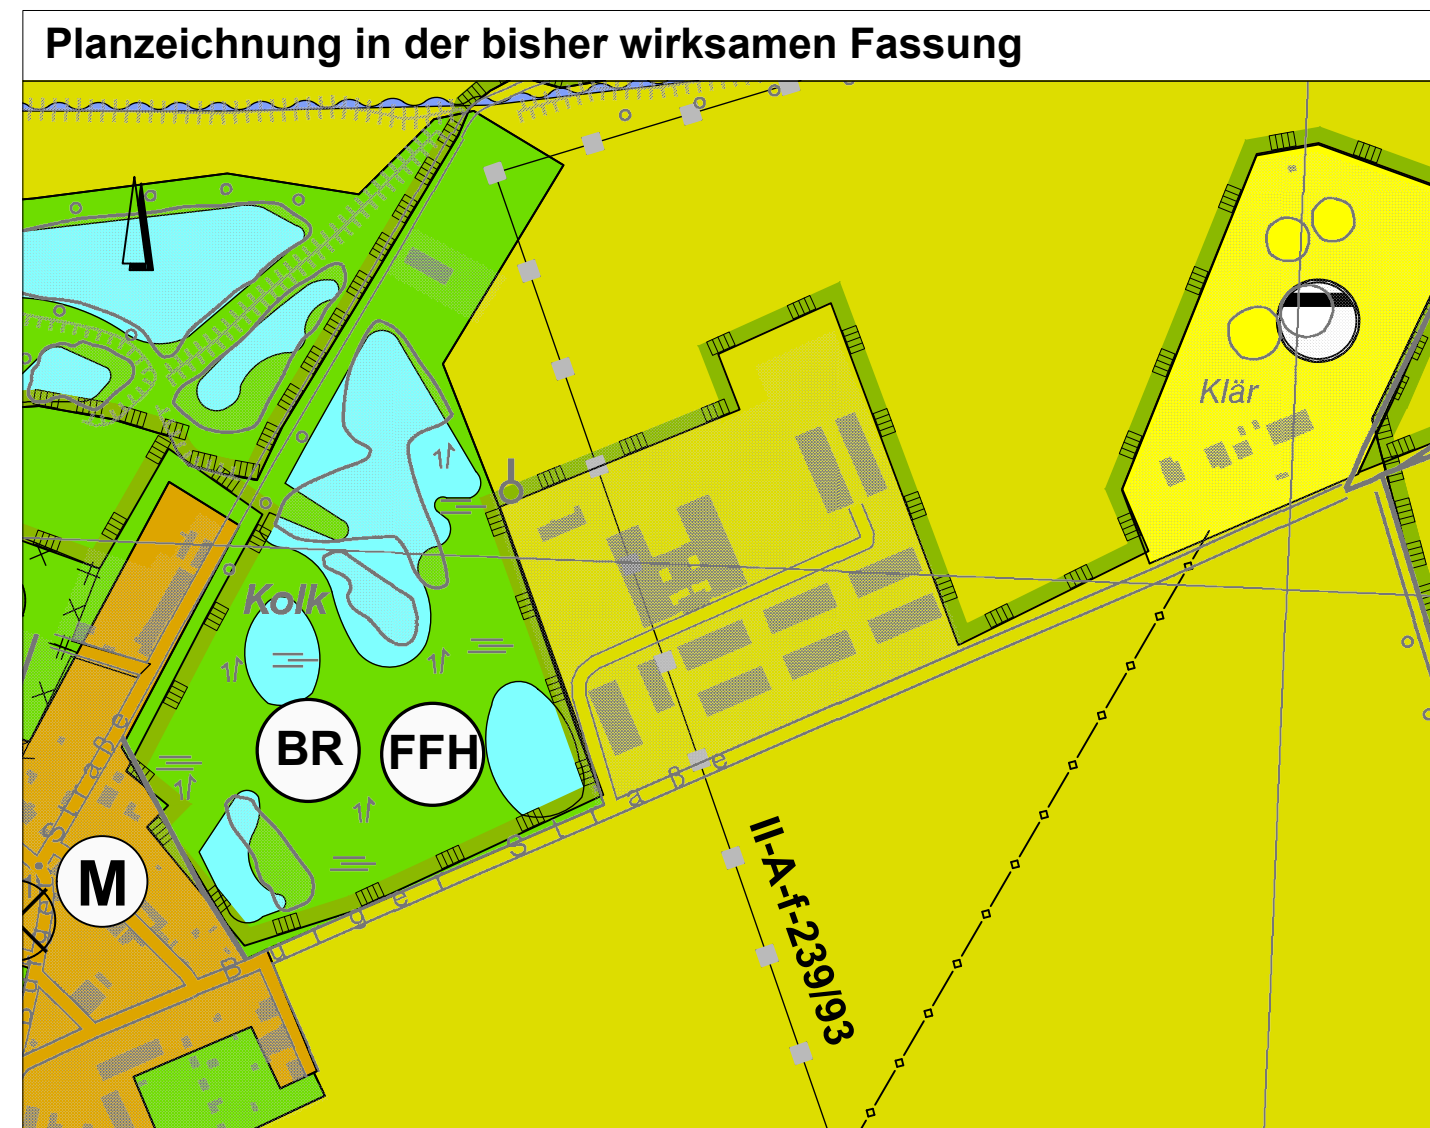 Planzeichnung in der bisher wirksamen Fassung
Klär
Kolk
BR
FFH
M
II-A-f-239/93